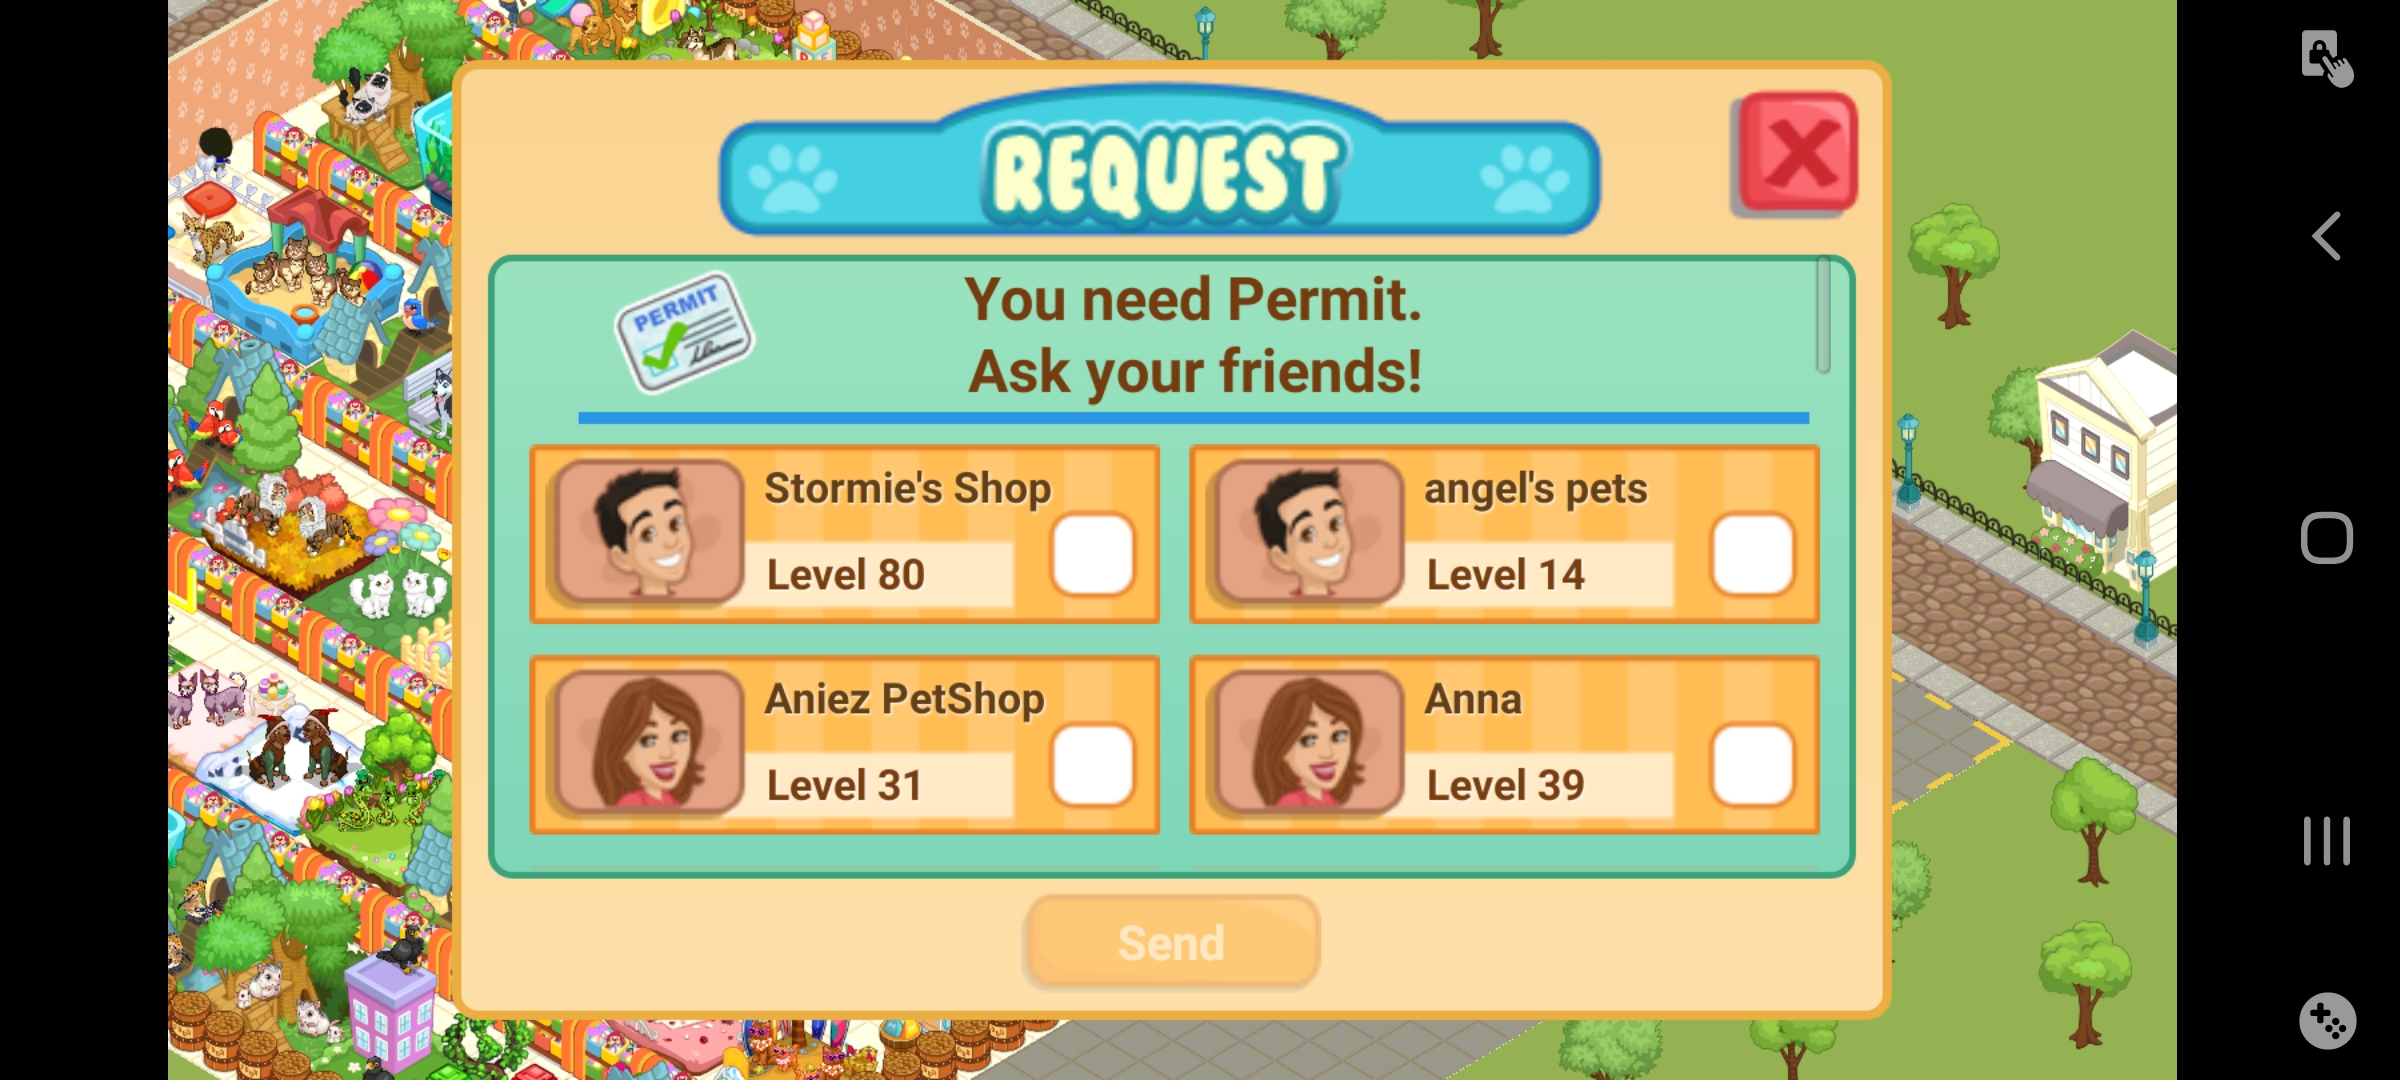 REQUEST
PERMIT
You need Permit.
Ask your friends!
Stormie's Shop
Level 80
angel's pets
Level 14
Aniez PetShop
Level 31
Anna
Level 39
Send